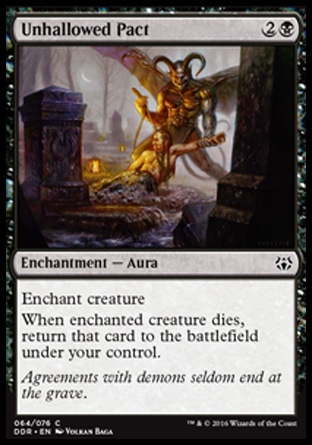 Unhallowed Pact 2
Enchantment — Aura
Enchant creature
When enchanted creature dies,
return that card to the battlefield
under your control.
Agreements with demons seldom end at
the grave.
064/076 C
DDR • EN VOLKAN BAGA
™ & © 2016 Wizards of the Coast